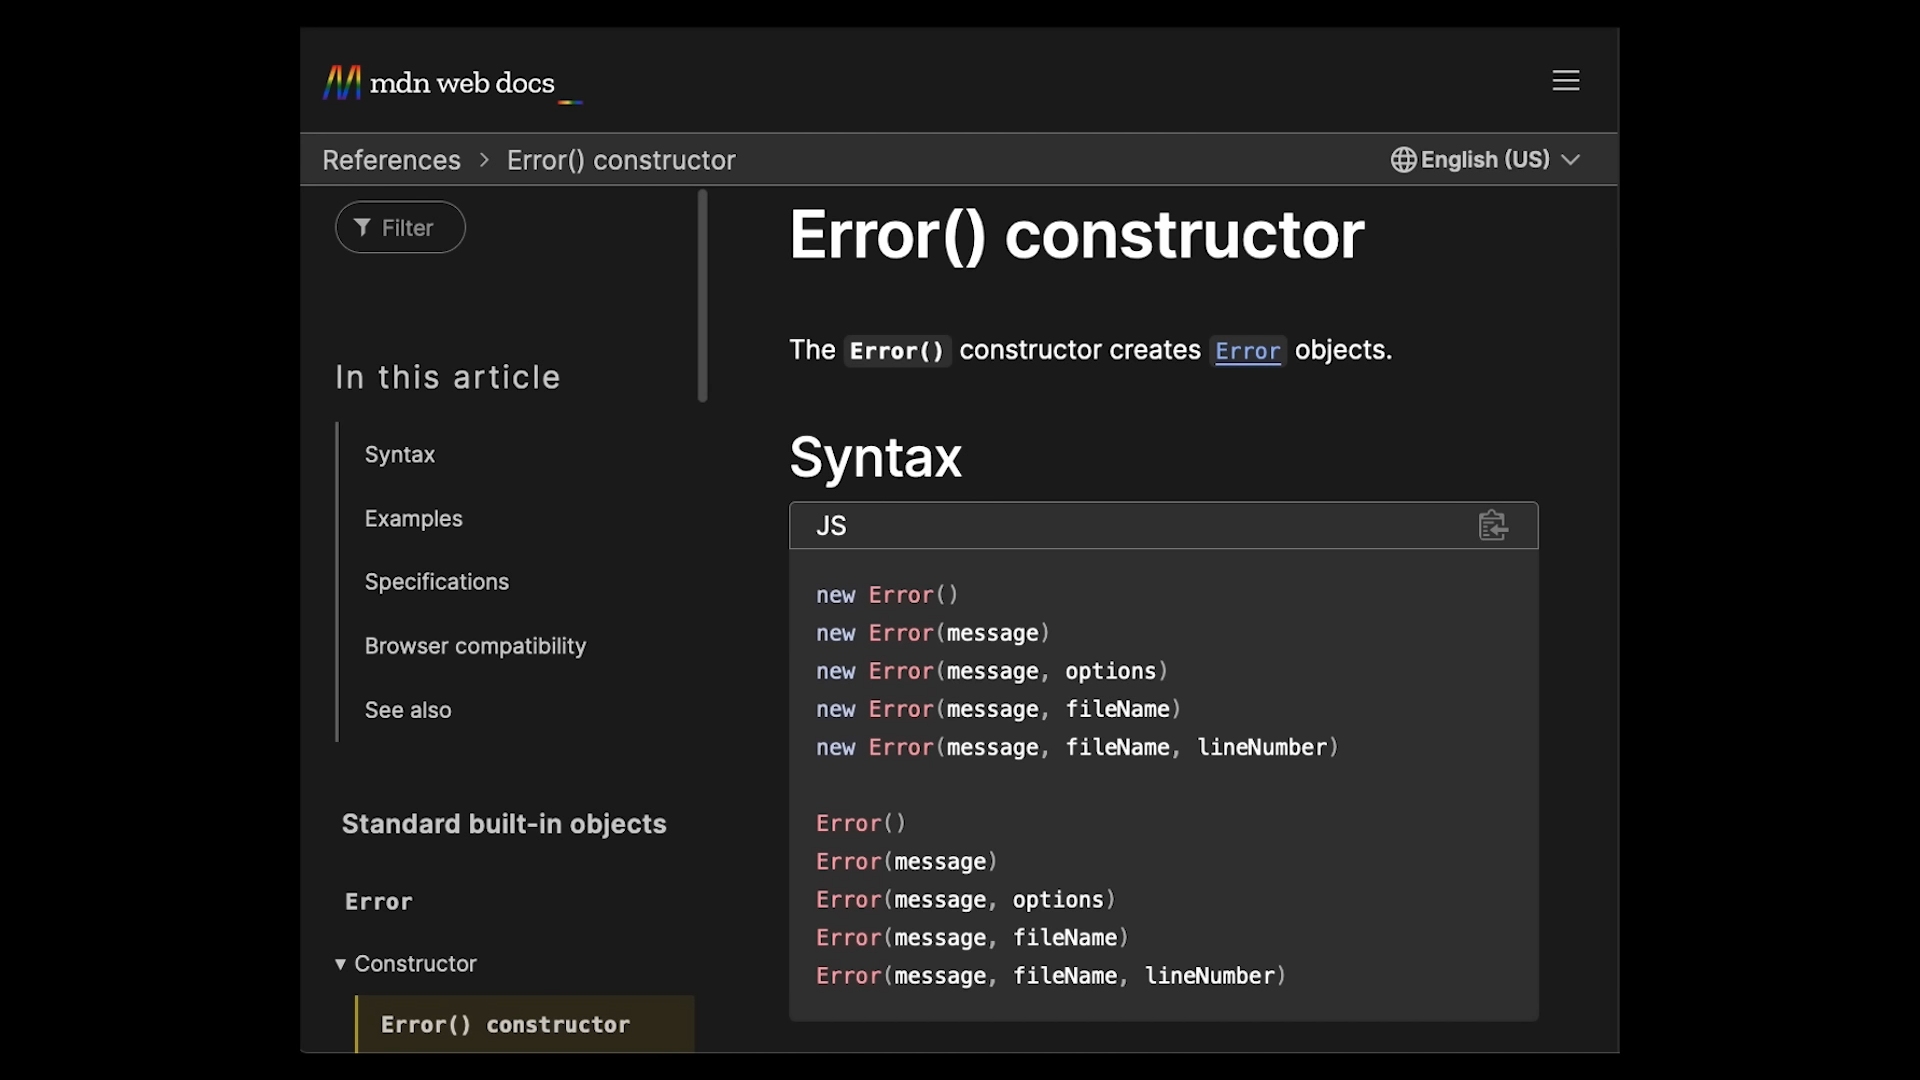 mdn web docs
References > Error() constructor
English (US)
Filter
In this article
Syntax
Examples
Specifications
Browser compatibility
See also
Standard built-in objects
Error
▾ Constructor
Error() constructor
Error() constructor
The Error() constructor creates Error objects.
Syntax
JS
new Error()
new Error(message)
new Error(message, options)
new Error(message, fileName)
new Error(message, fileName, lineNumber)
Error()
Error(message)
Error(message, options)
Error(message, fileName)
Error(message, fileName, lineNumber)